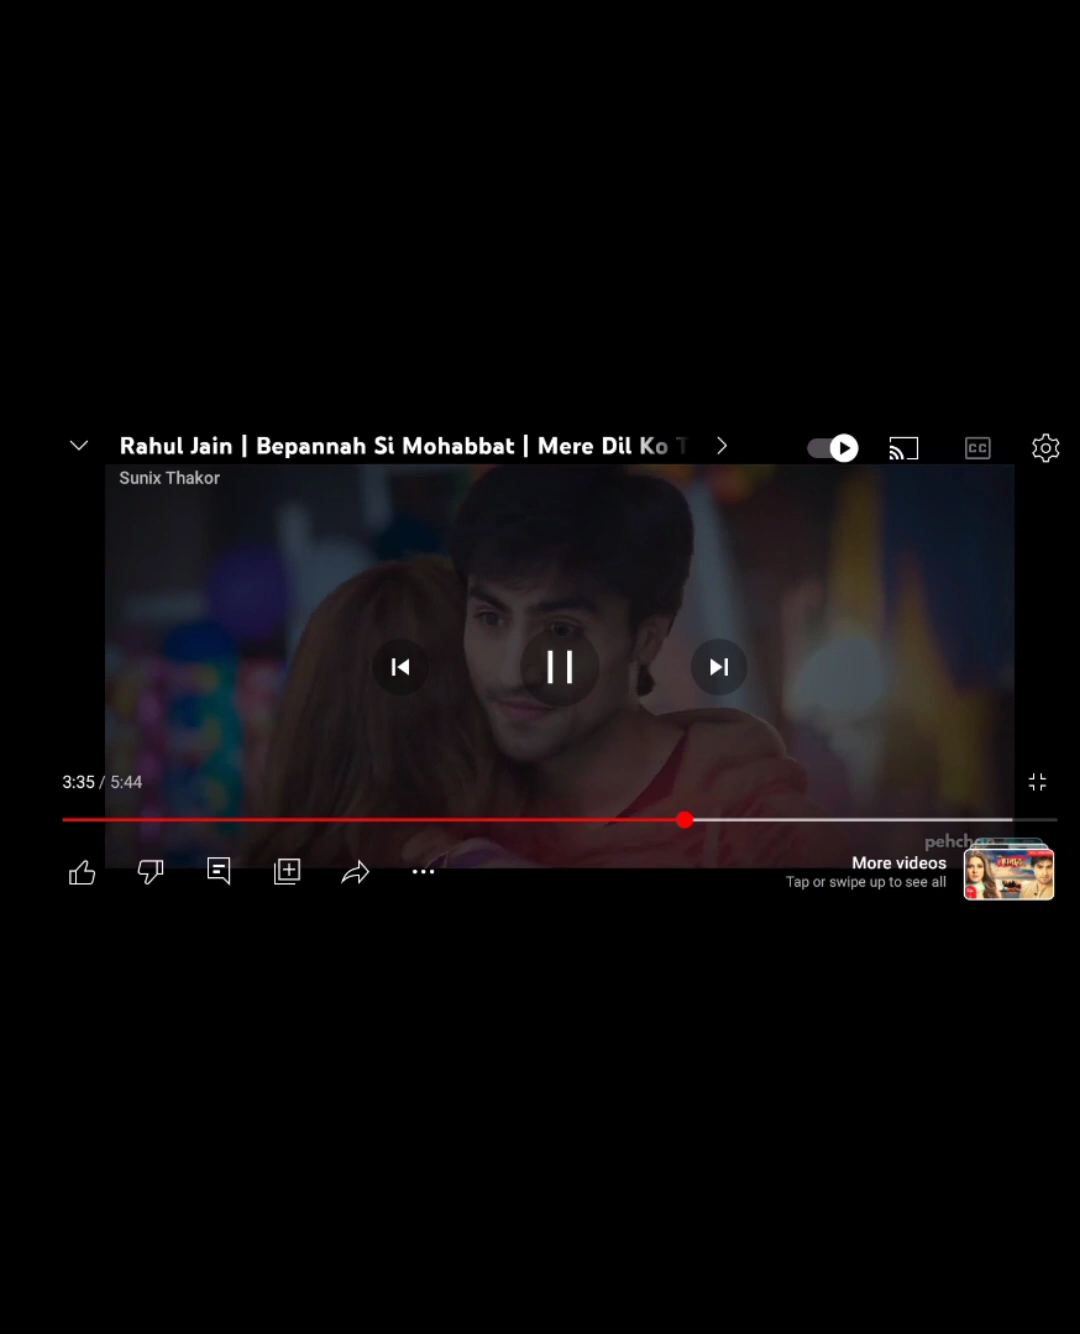 Rahul Jain | Bepannah Si Mohabbat | Mere Dil Ko
Sunix Thakor
CC
3:35 / 5:44
More videos
Tap or swipe up to see all